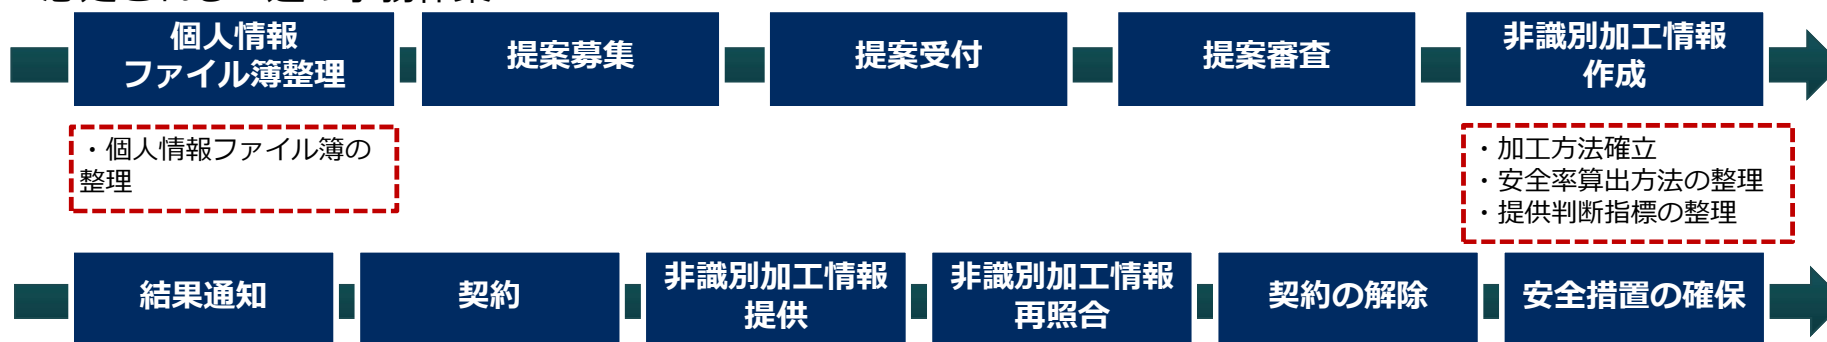 個人情報
ファイル簿整理
提案募集
提案受付
提案審査
非識別加工情報
作成
・個人情報ファイル簿の
整理
・加工方法確立
・安全率算出方法の整理
・提供判断指標の整理
結果通知
契約
非識別加工情報
提供
非識別加工情報
再照合
契約の解除
安全措置の確保